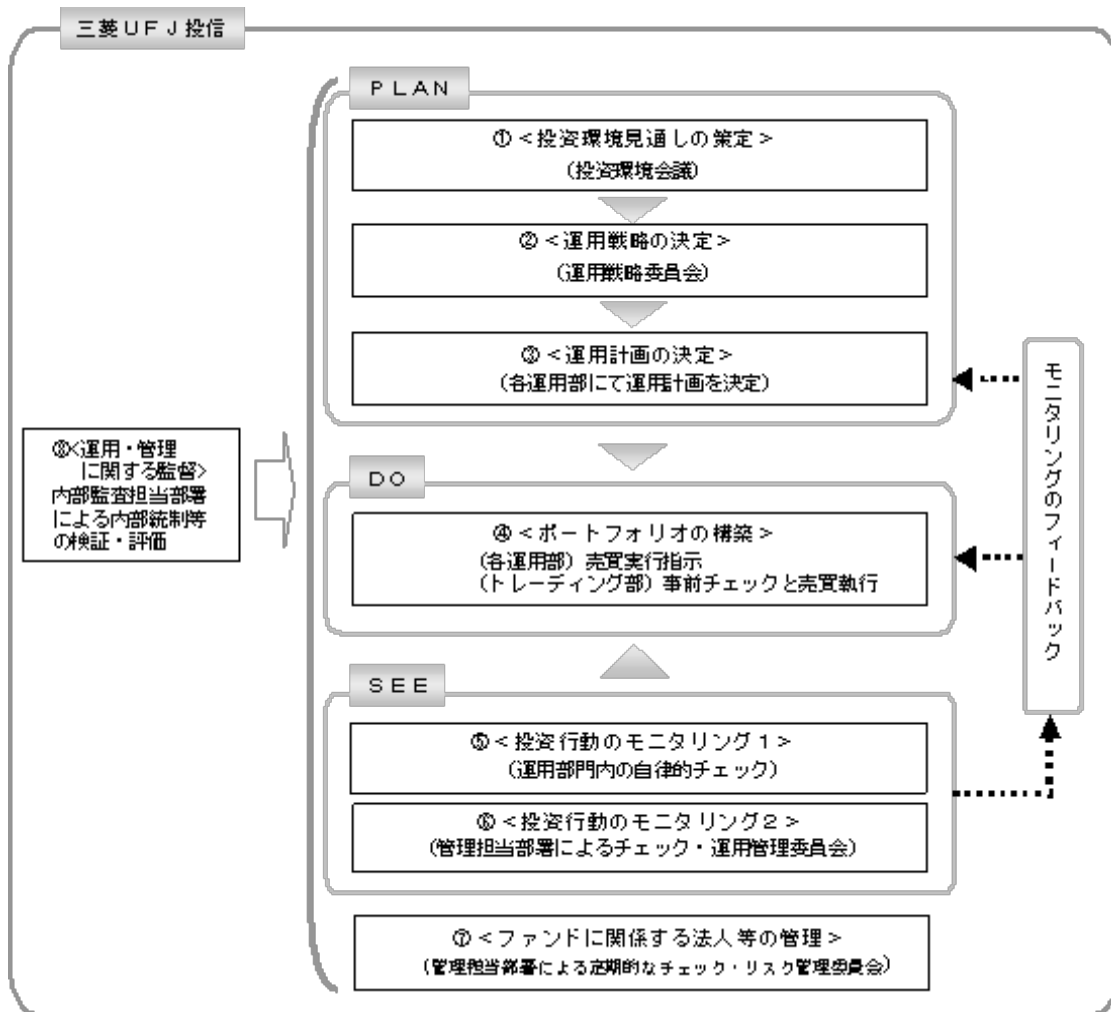 三菱ＵＦＪ投信
ＰＬＡＮ
①＜投資環境見通しの策定＞
（投資環境会議）
②＜運用戦略の決定＞
（運用戦略委員会）
③＜運用計画の決定＞
（各運用部にて運用計画を決定）
⑧＜運用・管理
に関する監督＞
内部監査担当部署
による内部統制等
の検証・評価
ＤＯ
④＜ポートフォリオの構築＞
（各運用部）売買実行指示
（トレーディング部）事前チェックと売買執行
モニタリングのフィードバック
ＳＥＥ
⑤＜投資行動のモニタリング１＞
（運用部門内の自律的チェック）
⑥＜投資行動のモニタリング２＞
（管理担当部署によるチェック・運用管理委員会）
⑦＜ファンドに関係する法人等の管理＞
（管理担当部署による定期的なチェック・リスク管理委員会）